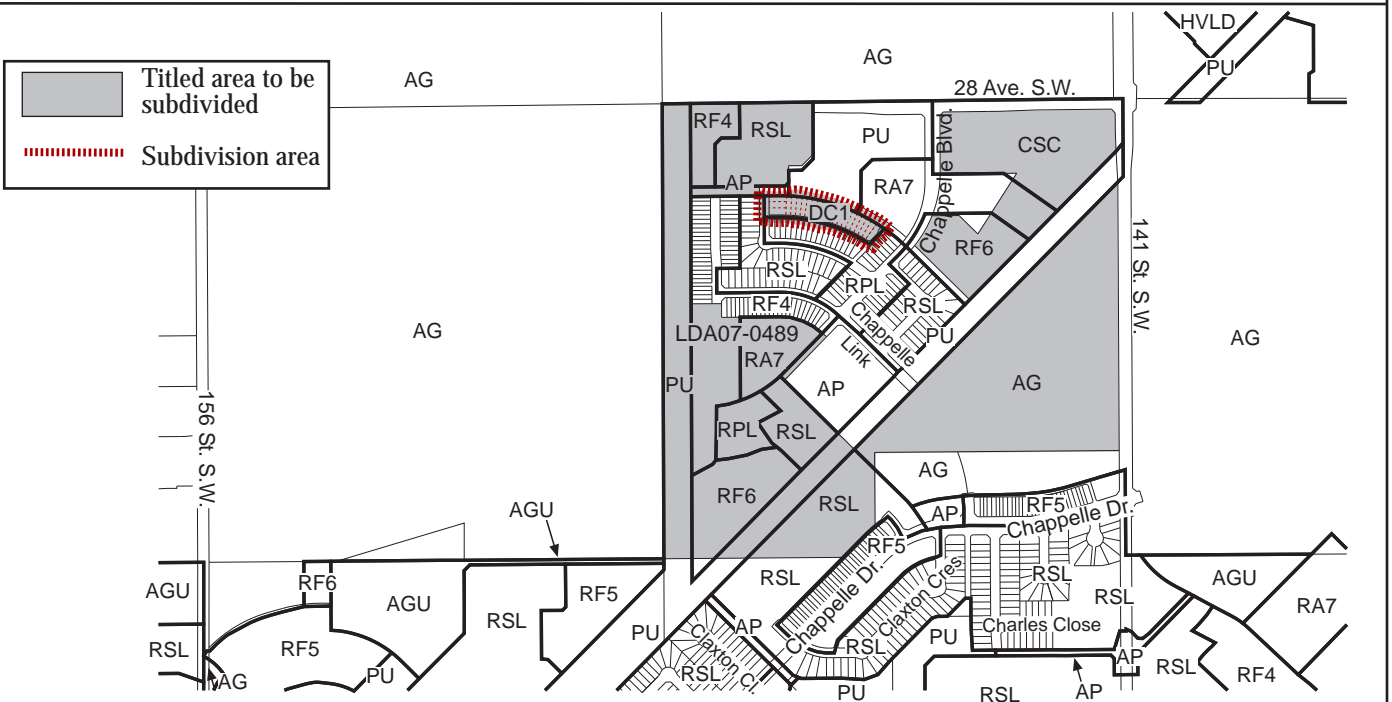 HVLD
PU
AG
AG
28 Ave. S.W.
Titled area to be
subdivided
Subdivision area
RF4
RSL
PU
Chappelle Blvd.
CSC
AP
RA7
DC1
RF6
141 St. S.W.
RSL
RPL
RSL
RF4
Chappelle
Link
PU
LDA07-0489
RA7
AG
AG
AG
PU
AP
156 St. S.W.
RPL
RSL
RF6
RSL
AG
AGU
AP
RF5
Chappelle Dr.
RF5
RSL
AGU
RF6
AGU
RSL
RF5
Chappelle Dr.
Claxton Cres.
RSL
RSL
AGU
RA7
RSL
RF5
PU
AG
PU
AP
Claxton Cl.
RSL
RSL
PU
Charles Close
AP
RSL
RF4
PU
RSL
AP